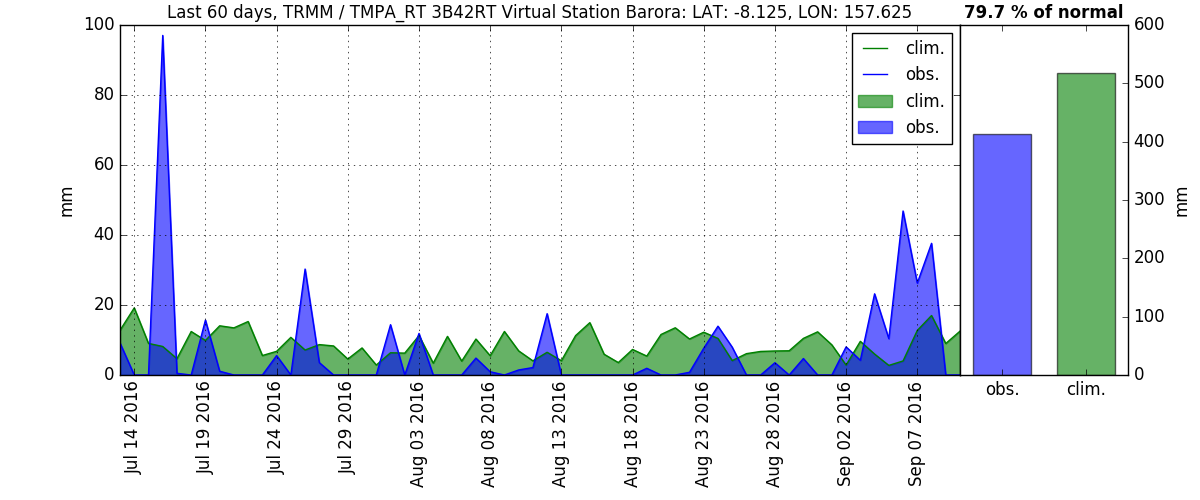 Last 60 days, TRMM / TMPA_RT 3B42RT Virtual Station Barora: LAT: -8.125, LON: 157.625
79.7 % of normal
100
80
60
40
20
0
mm
clim.
obs.
clim.
obs.
600
500
400
300
200
100
0
mm
Jul 14 2016
Jul 19 2016
Jul 24 2016
Jul 29 2016
Aug 03 2016
Aug 08 2016
Aug 13 2016
Aug 18 2016
Aug 23 2016
Aug 28 2016
Sep 02 2016
Sep 07 2016
obs.
clim.